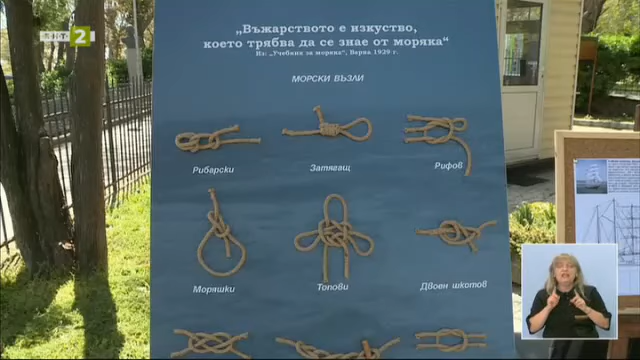 БНТ 2
„Въжарството е изкуство,
което трябва да се знае от моряка“
Из: „Учебник за моряка“, Варна 1929 г.
МОРСКИ ВЪЗЛИ
Рибарски
Затягащ
Рифов
Моряшки
Топови
Двоен шкотов